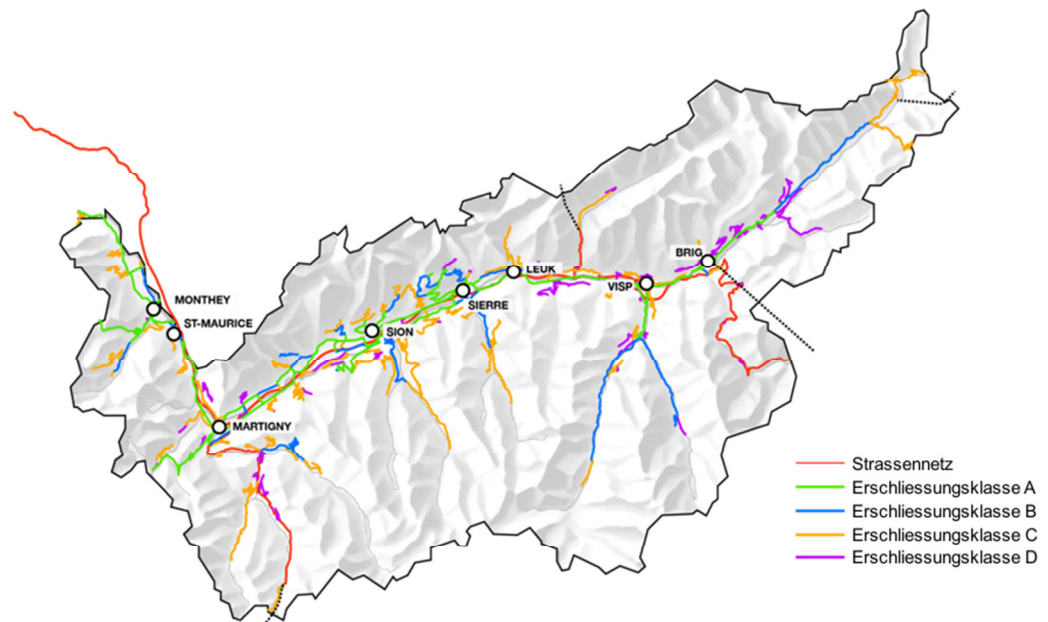 BRIG
LEUK
VISP
MONTHEY
SIERRE
ST-MAURICE
SION
MARTIGNY
Strassennetz
Erschliessungsklasse A
Erschliessungsklasse B
Erschliessungsklasse C
Erschliessungsklasse D